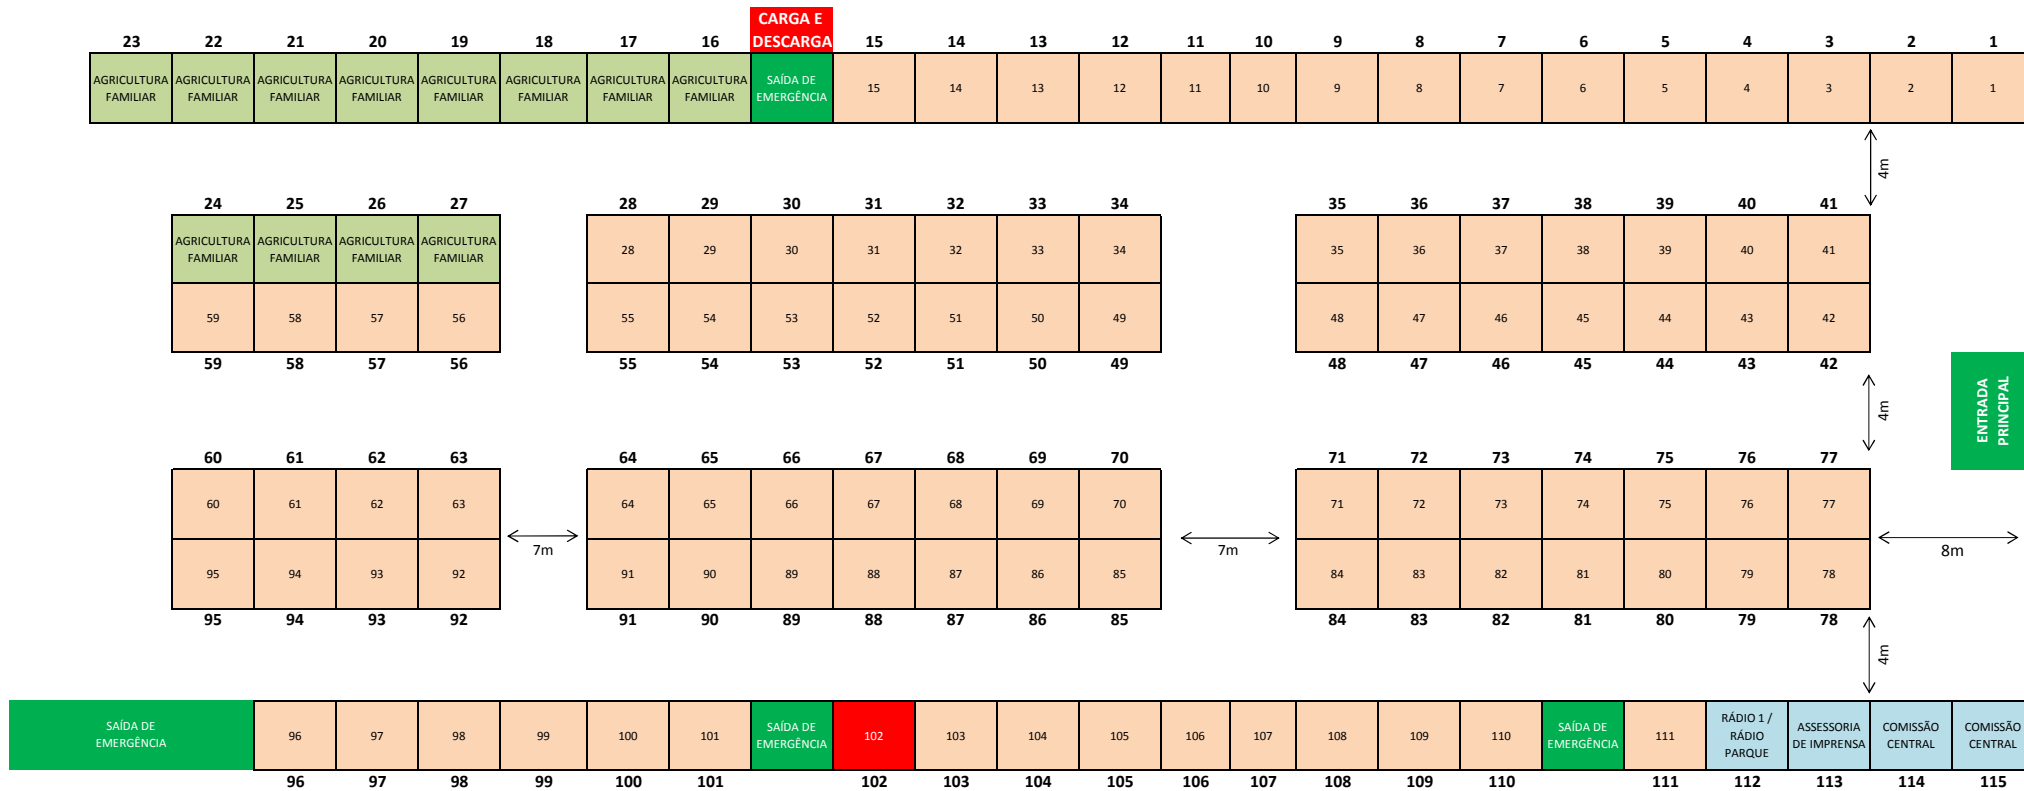 CARGA E
DESCARGA
23 22 21 20 19 18 17 16 15 14 13 12 11 10 9 8 7 6 5 4 3 2 1
AGRICULTURA FAMILIAR
AGRICULTURA FAMILIAR
AGRICULTURA FAMILIAR
AGRICULTURA FAMILIAR
AGRICULTURA FAMILIAR
AGRICULTURA FAMILIAR
AGRICULTURA FAMILIAR
AGRICULTURA FAMILIAR
SAÍDA DE EMERGÊNCIA
15 14 13 12 11 10 9 8 7 6 5 4 3 2 1
4m
24 25 26 27 28 29 30 31 32 33 34 35 36 37 38 39 40 41
AGRICULTURA FAMILIAR
AGRICULTURA FAMILIAR
AGRICULTURA FAMILIAR
AGRICULTURA FAMILIAR
28 29 30 31 32 33 34 35 36 37 38 39 40 41
59 58 57 56 55 54 53 52 51 50 49 48 47 46 45 44 43 42
59 58 57 56 55 54 53 52 51 50 49 48 47 46 45 44 43 42
4m
ENTRADA
PRINCIPAL
60 61 62 63 64 65 66 67 68 69 70 71 72 73 74 75 76 77
60 61 62 63 64 65 66 67 68 69 70 71 72 73 74 75 76 77
7m 7m 8m
95 94 93 92 91 90 89 88 87 86 85 84 83 82 81 80 79 78
95 94 93 92 91 90 89 88 87 86 85 84 83 82 81 80 79 78
4m
SAÍDA DE
EMERGÊNCIA
96 97 98 99 100 101
SAÍDA DE
EMERGÊNCIA
102 103 104 105 106 107 108 109 110
SAÍDA DE
EMERGÊNCIA
111
RÁDIO 1 /
RÁDIO
PARQUE
ASSESSORIA
DE IMPRENSA
COMISSÃO
CENTRAL
COMISSÃO
CENTRAL
96 97 98 99 100 101 102 103 104 105 106 107 108 109 110 111 112 113 114 115